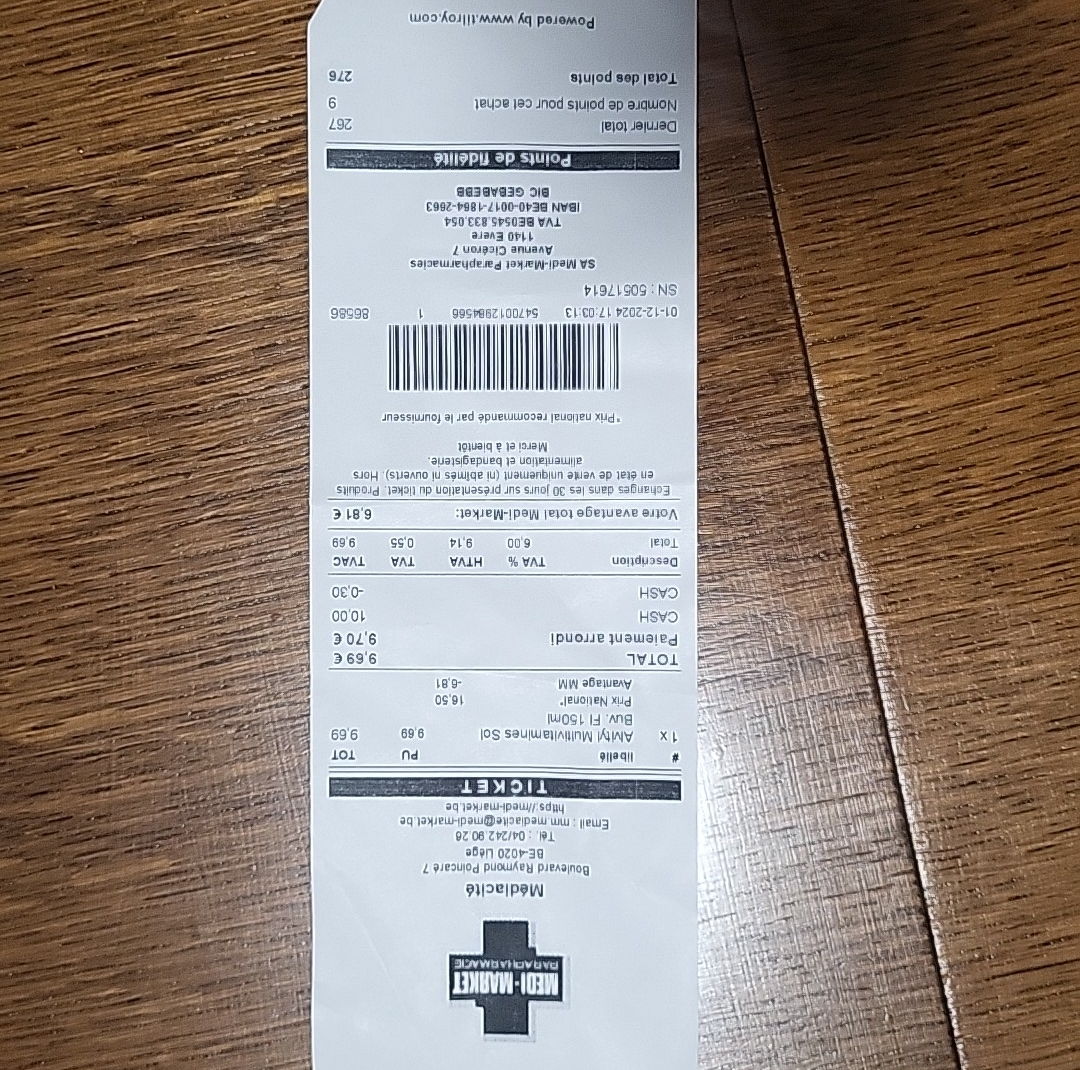 MEDI-MARKET
PARAPHARMACIE
Médiacité
Boulevard Raymond Poincaré 7
BE-4020 Liège
Tél. : 04/242.90.26
Email : mm.mediacite@medi-market.be
https://medi-market.be
TICKET
# libellé PU TOT
1 x Alvityl Multivitamines Sol 9,69 9,69
Buv. Fl 150ml
Prix National* 16,50
Avantage MM -6,81
TOTAL 9,69 €
Paiement arrondi 9,70 €
CASH 10,00
CASH -0,30
Description TVA % HTVA TVA TVAC
Total 6,00 9,14 0,55 9,69
Votre avantage total Medi-Market: 6,81 €
Echanges dans les 30 jours sur présentation du ticket. Produits
en état de vente uniquement (ni abîmés ni ouverts). Hors
alimentation et bandagisterie.
Merci et à bientôt
*Prix national recommandé par le fournisseur
01-12-2024 17:03:13 5470012984566 1 86586
SN : 50517614
SA Medi-Market Parapharmacies
Avenue Cicéron 7
1140 Evere
TVA BE0545.833.054
IBAN BE40-0017-1864-2663
BIC GEBABEBB
Points de fidélité
Dernier total 267
Nombre de points pour cet achat 9
Total des points 276
Powered by www.tilroy.com